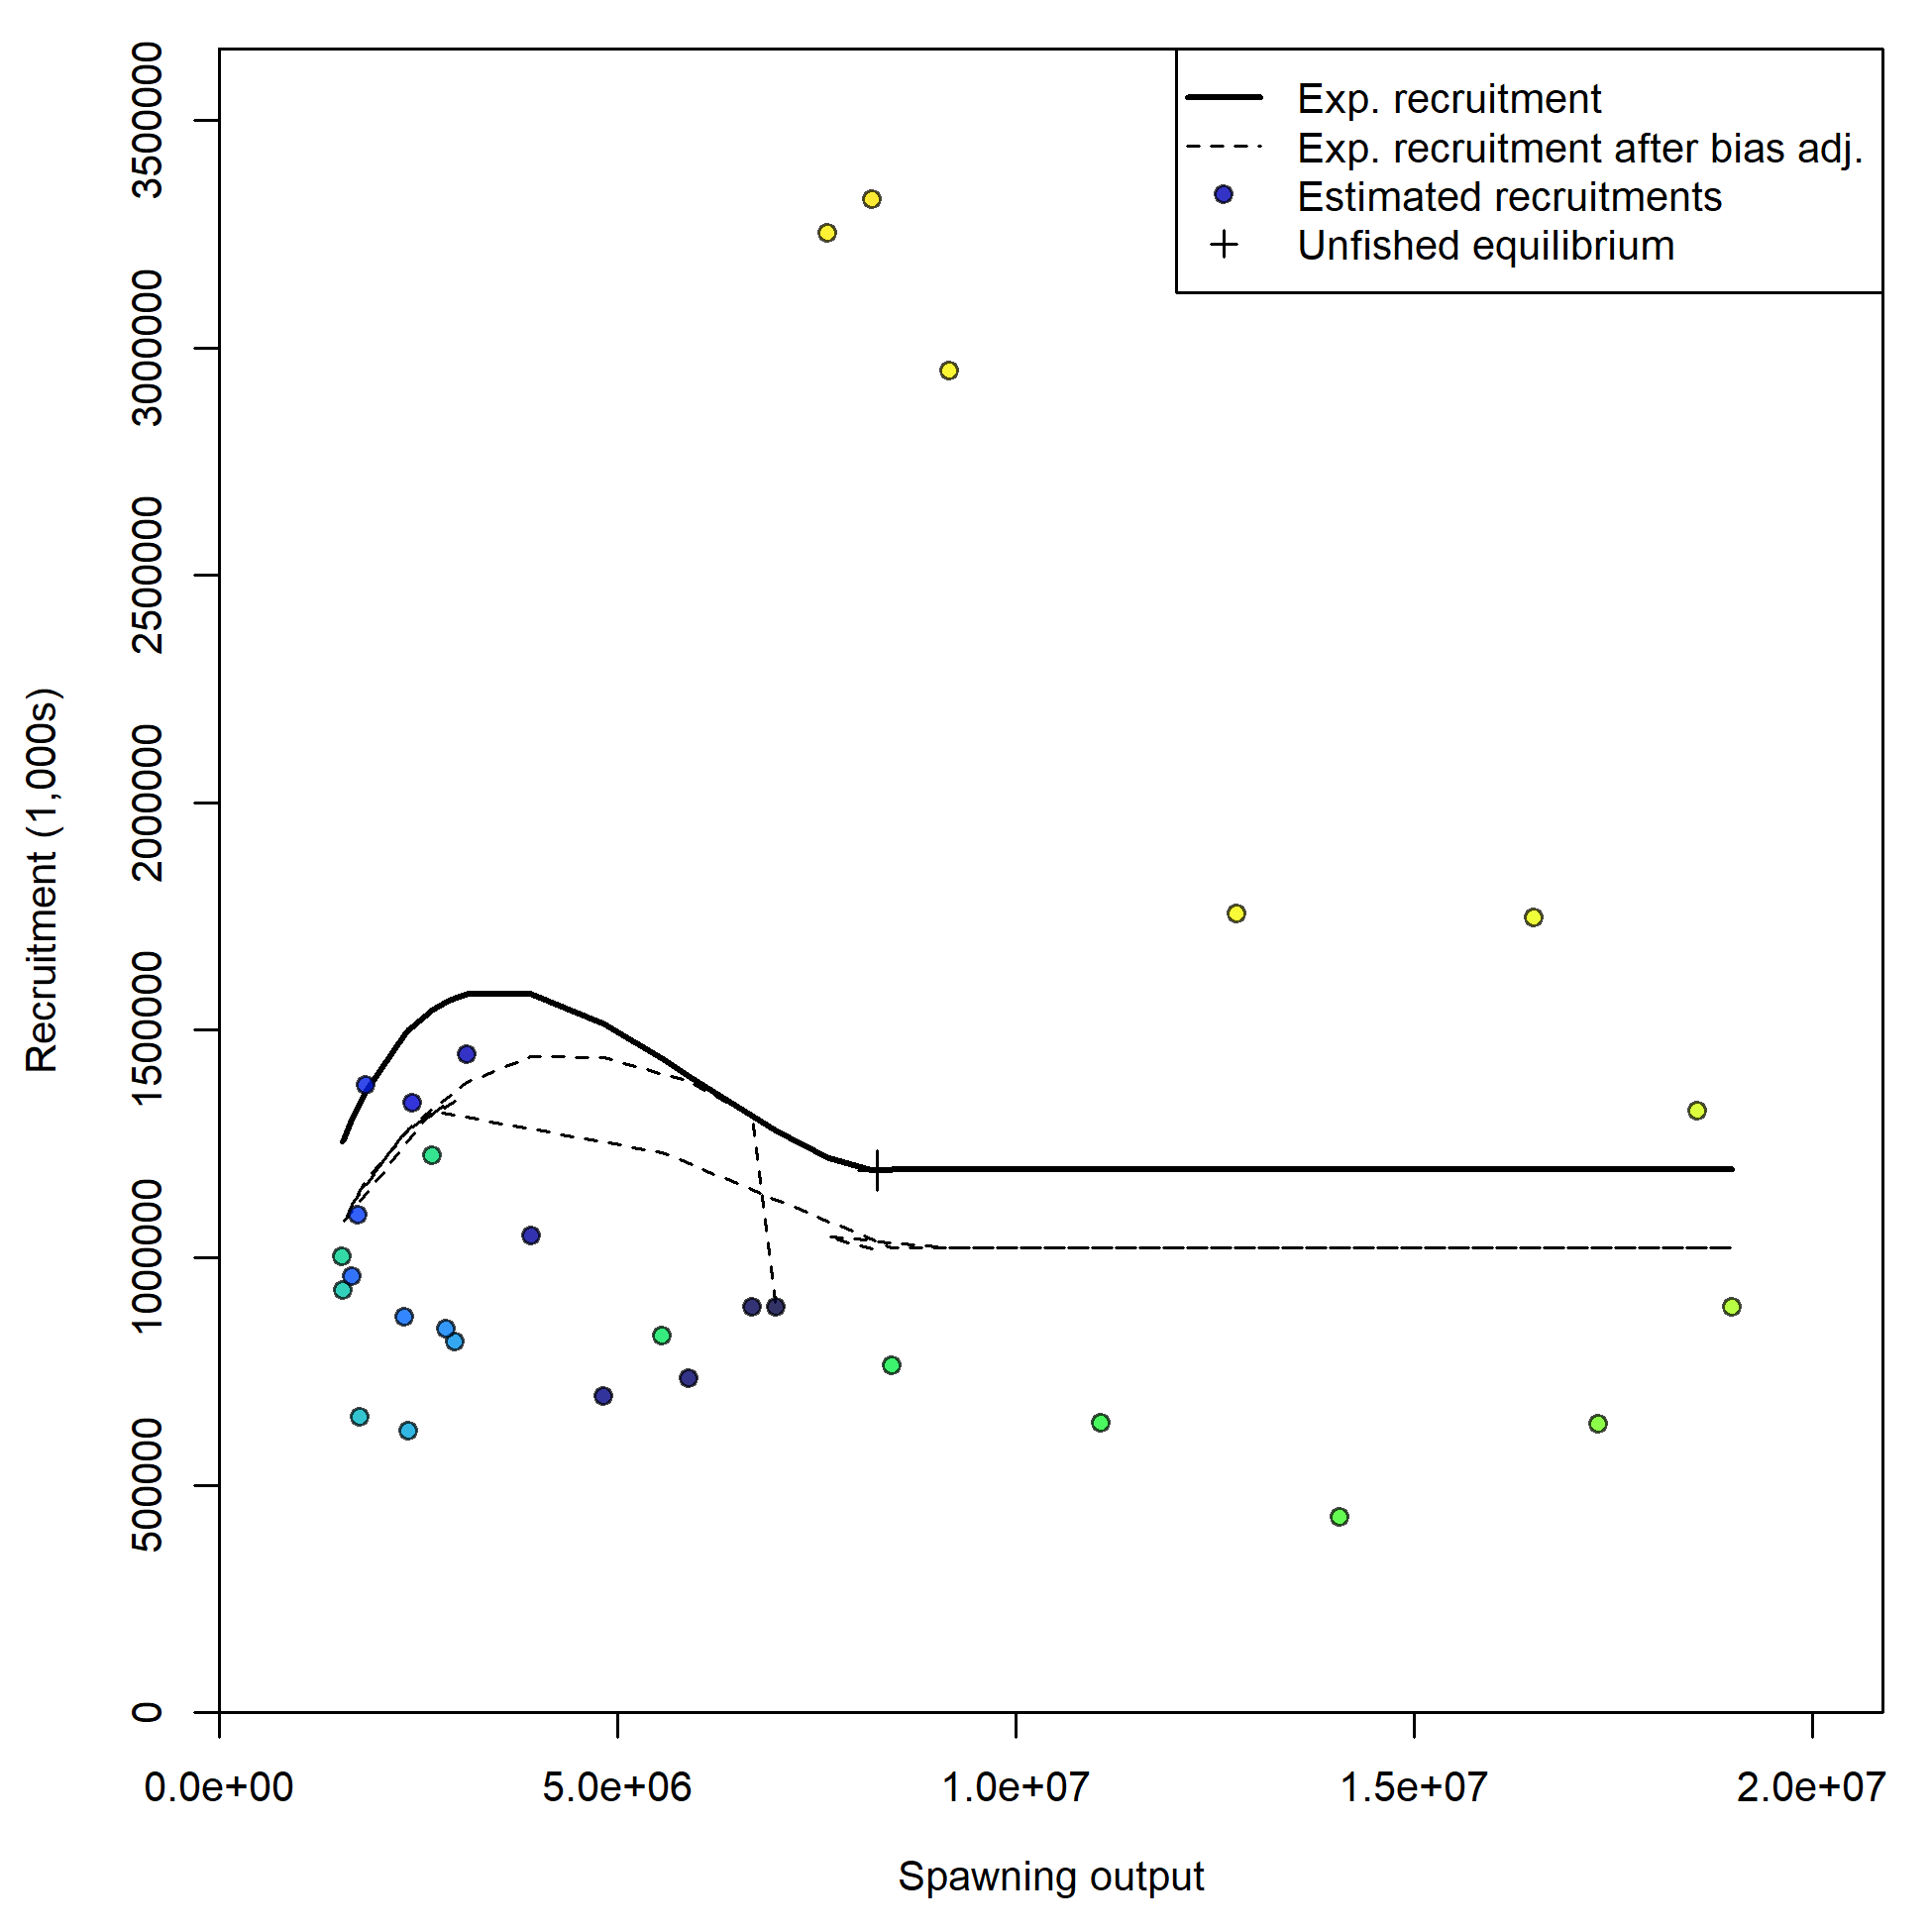 Exp. recruitment
Exp. recruitment after bias adj.
Estimated recruitments
Unfished equilibrium
Recruitment (1,000s)
3500000
3000000
2500000
2000000
1500000
1000000
500000
0
0.0e+00 5.0e+06 1.0e+07 1.5e+07 2.0e+07
Spawning output